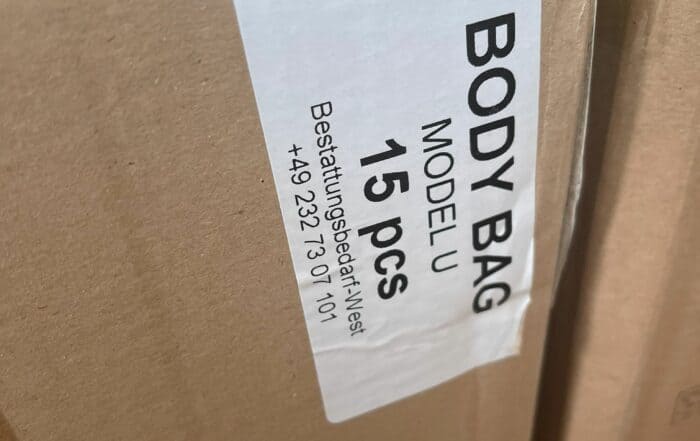 BODY BAG
MODEL U
15 pcs
Bestattungsbedarf-West
+49 232 73 07 101